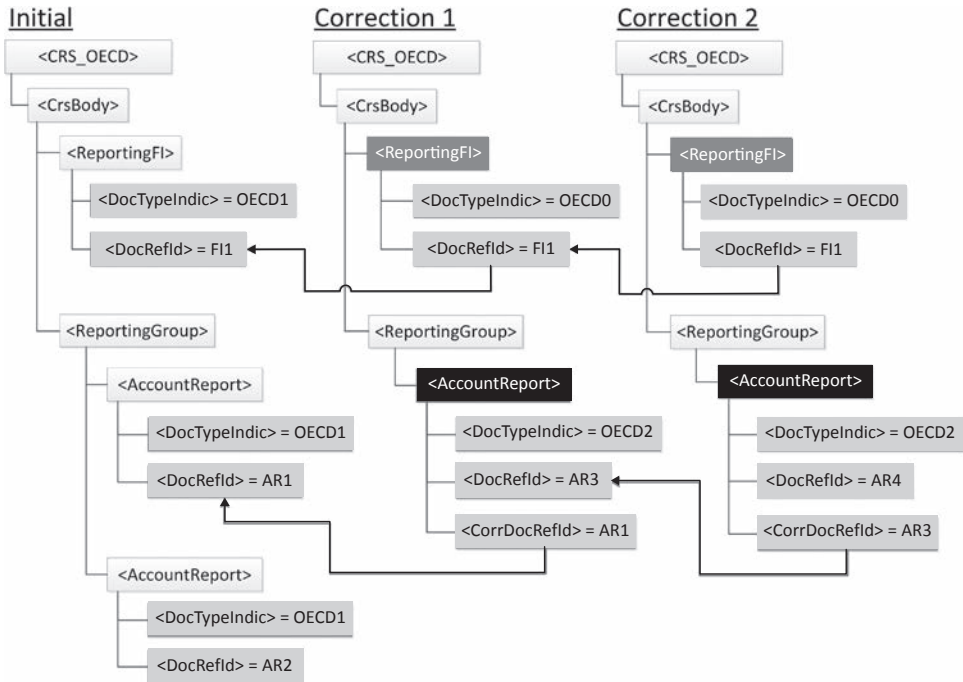 Initial
<CRS_OECD>
<CrsBody>
<ReportingFI>
<DocTypeIndic> = OECD1
<DocRefId> = FI1
<ReportingGroup>
<AccountReport>
<DocTypeIndic> = OECD1
<DocRefId> = AR1
<AccountReport>
<DocTypeIndic> = OECD1
<DocRefId> = AR2
Correction 1
<CRS_OECD>
<CrsBody>
<ReportingFI>
<DocTypeIndic> = OECD0
<DocRefId> = FI1
<ReportingGroup>
<AccountReport>
<DocTypeIndic> = OECD2
<DocRefId> = AR3
<CorrDocRefId> = AR1
Correction 2
<CRS_OECD>
<CrsBody>
<ReportingFI>
<DocTypeIndic> = OECD0
<DocRefId> = FI1
<ReportingGroup>
<AccountReport>
<DocTypeIndic> = OECD2
<DocRefId> = AR4
<CorrDocRefId> = AR3